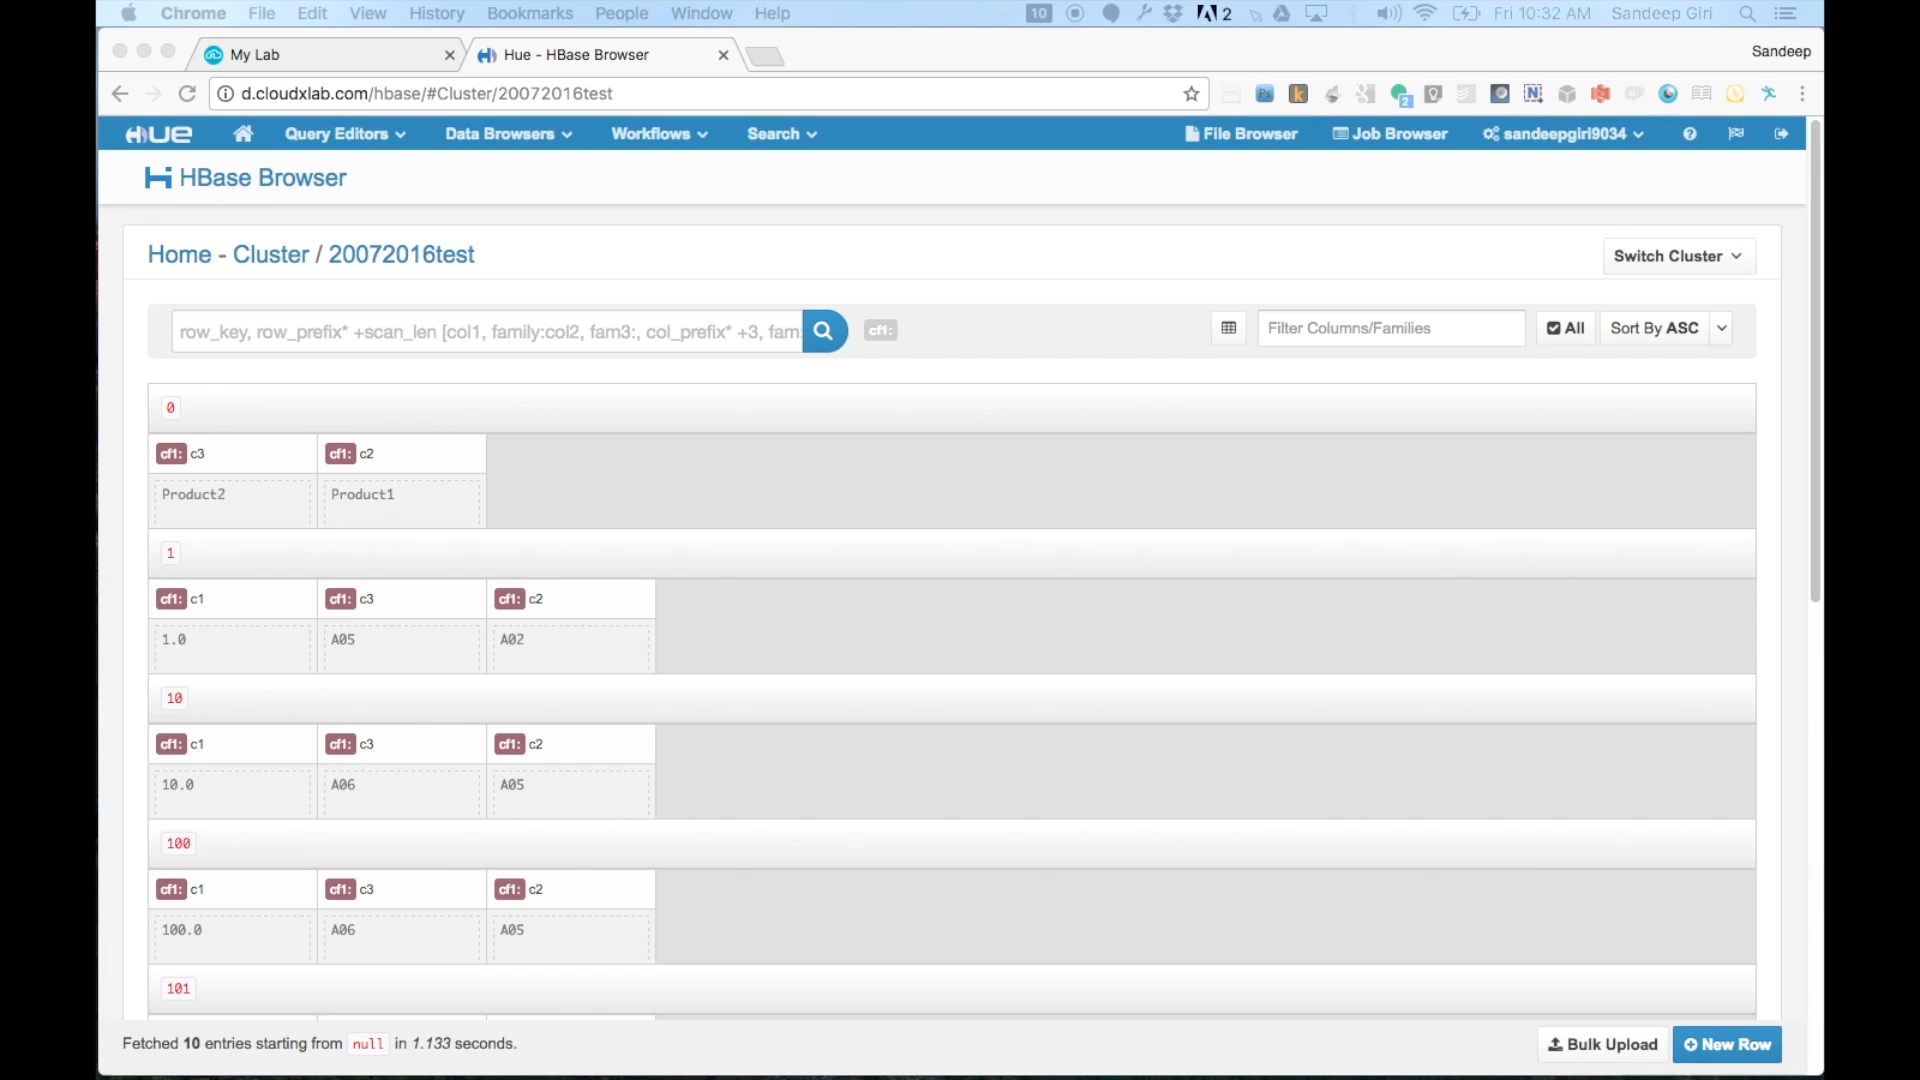 Chrome File Edit View History Bookmarks People Window Help 10 2 Fri 10:32 AM Sandeep Giri
My Lab Hue - HBase Browser Sandeep
d.cloudxlab.com/hbase/#Cluster/20072016test
HUE Query Editors Data Browsers Workflows Search File Browser Job Browser sandeepgiri9034
HBase Browser
Home - Cluster / 20072016test Switch Cluster
row_key, row_prefix* +scan_len [col1, family:col2, fam3:, col_prefix* +3, fam: cf1: Filter Columns/Families All Sort By ASC
0
cf1: c3 cf1: c2
Product2 Product1
1
cf1: c1 cf1: c3 cf1: c2
1.0 A05 A02
10
cf1: c1 cf1: c3 cf1: c2
10.0 A06 A05
100
cf1: c1 cf1: c3 cf1: c2
100.0 A06 A05
101
Fetched 10 entries starting from null in 1.133 seconds. Bulk Upload New Row